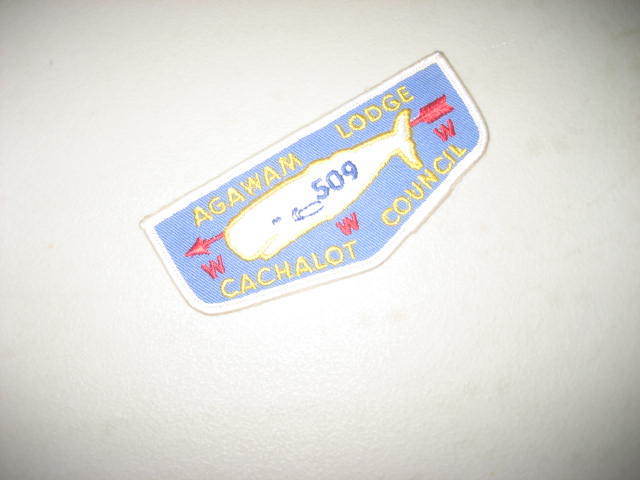 AGAWAM LODGE
509
W W W
CACHALOT COUNCIL